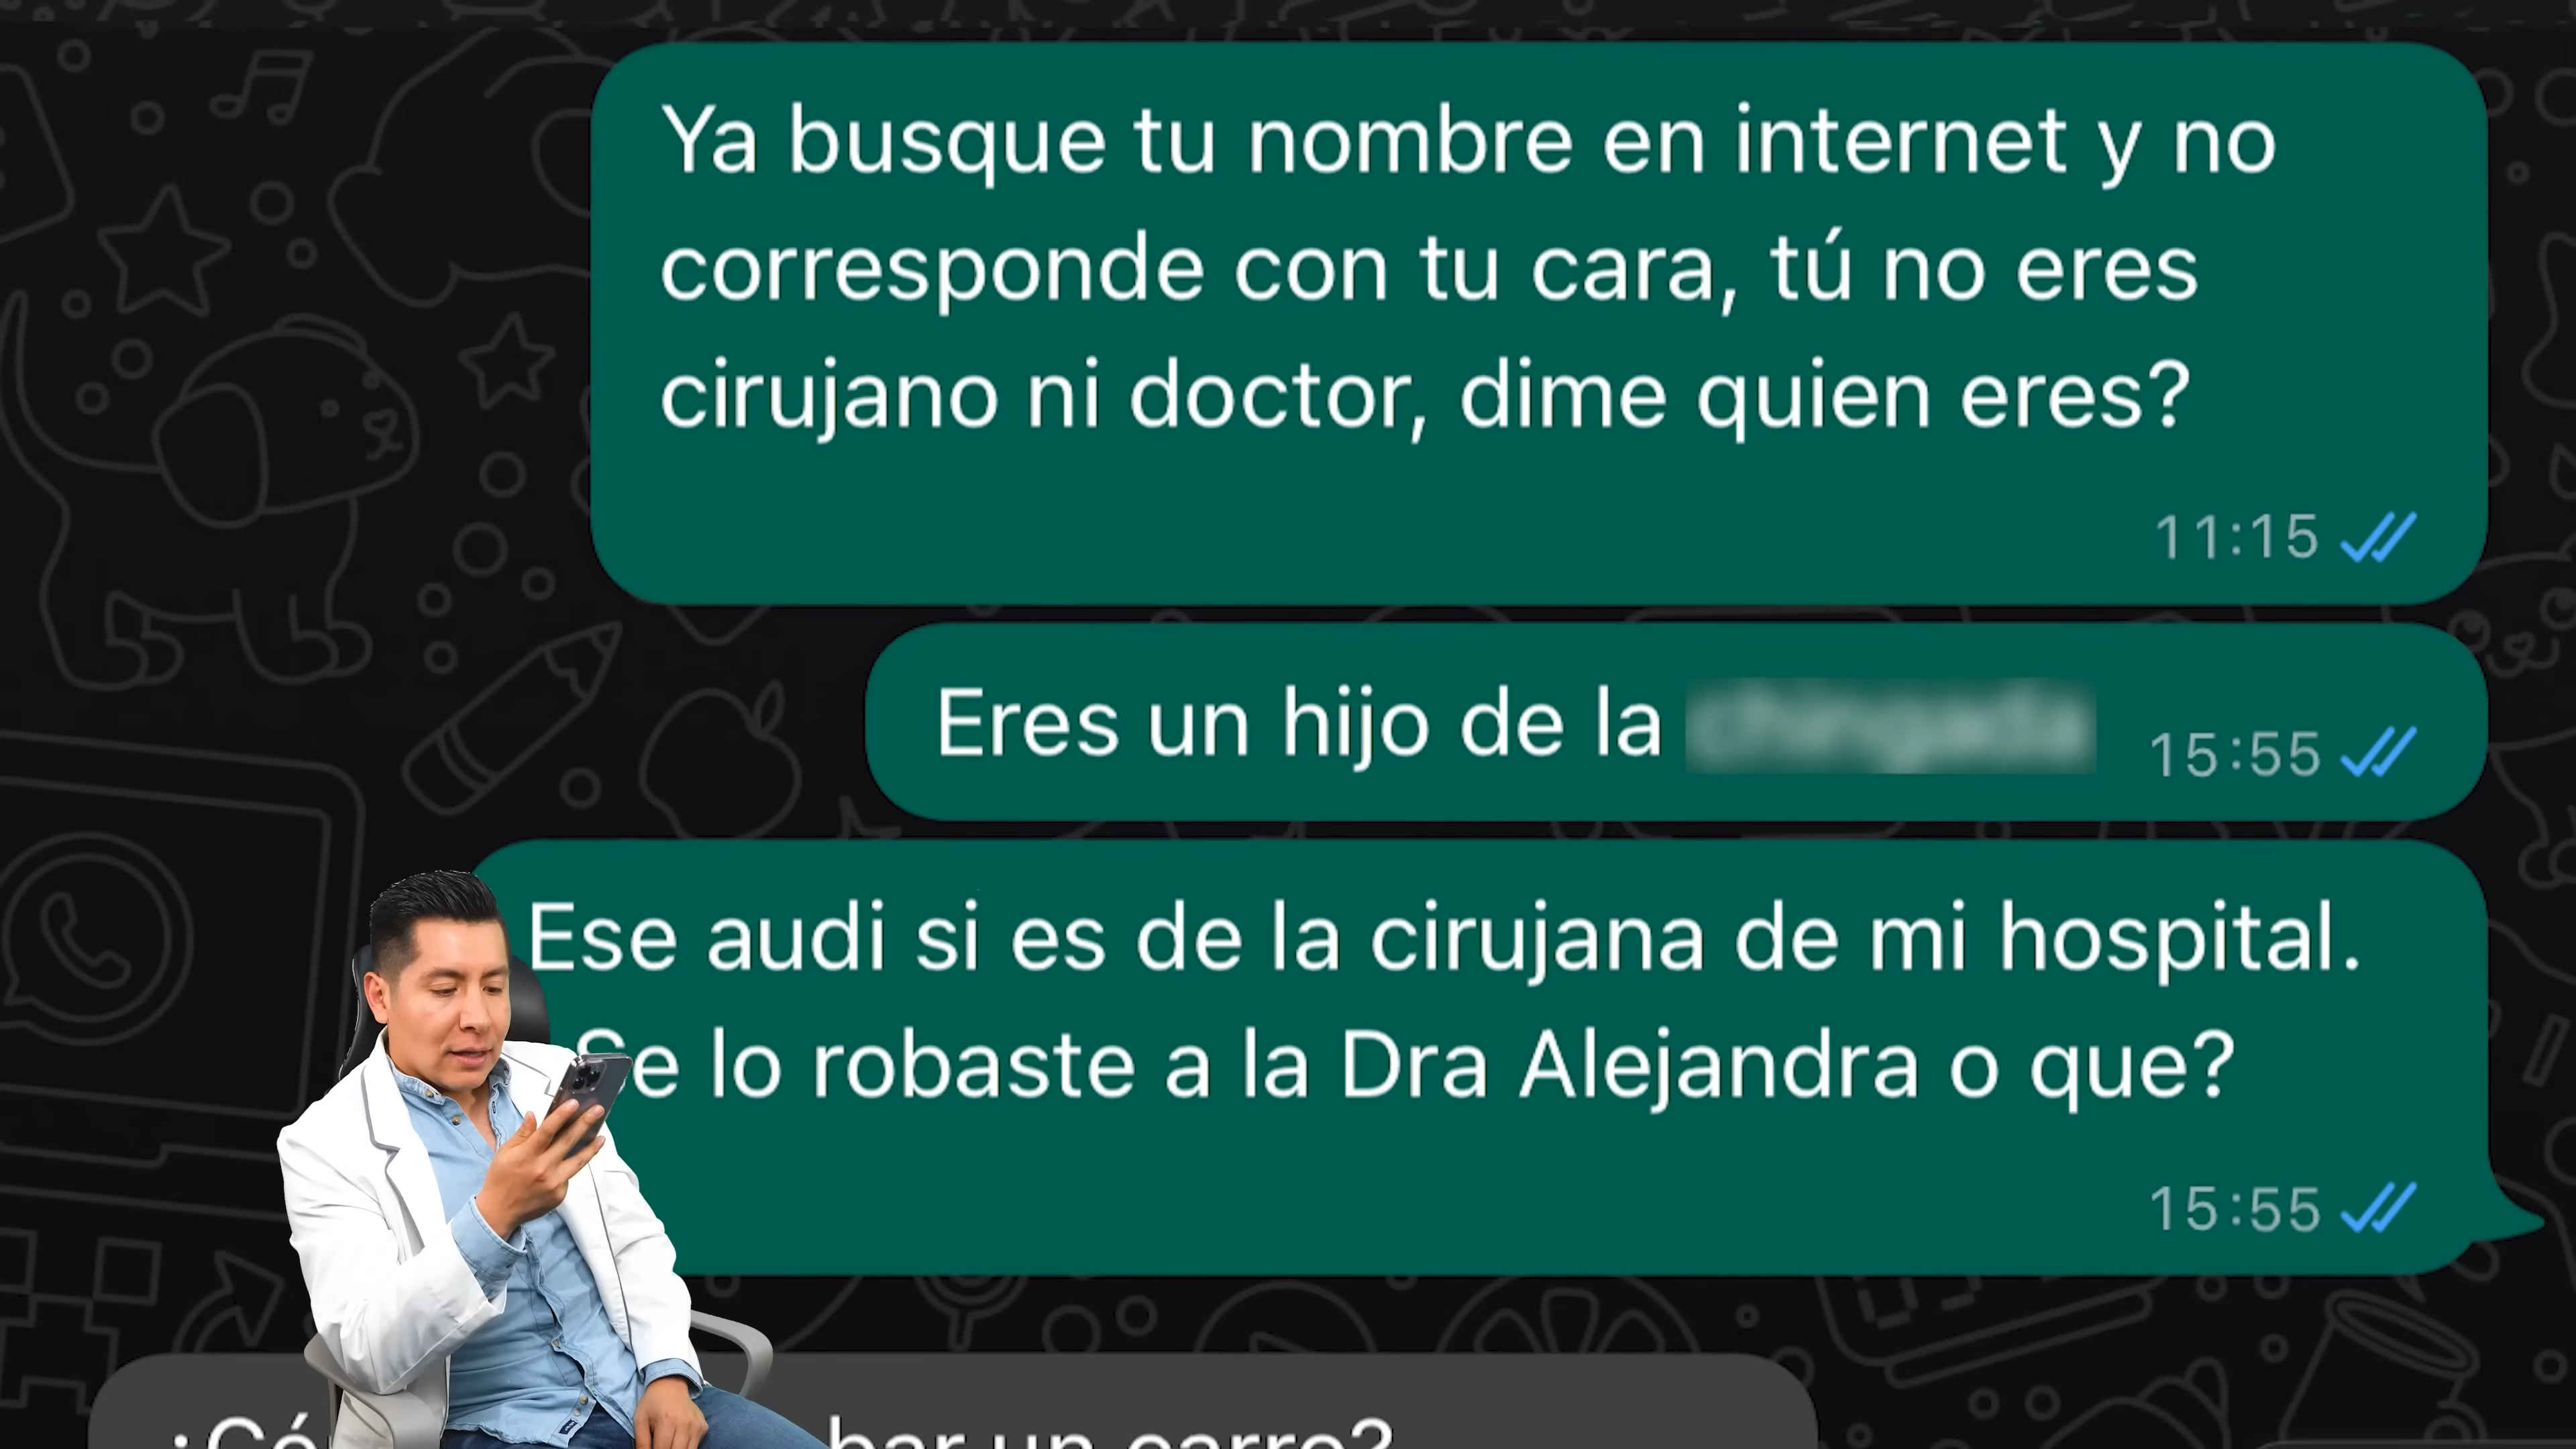 Ya busque tu nombre en internet y no
corresponde con tu cara, tú no eres
cirujano ni doctor, dime quien eres?
11:15
Eres un hijo de la
15:55
Ese audi si es de la cirujana de mi hospital.
Se lo robaste a la Dra Alejandra o que?
15:55
un carro?